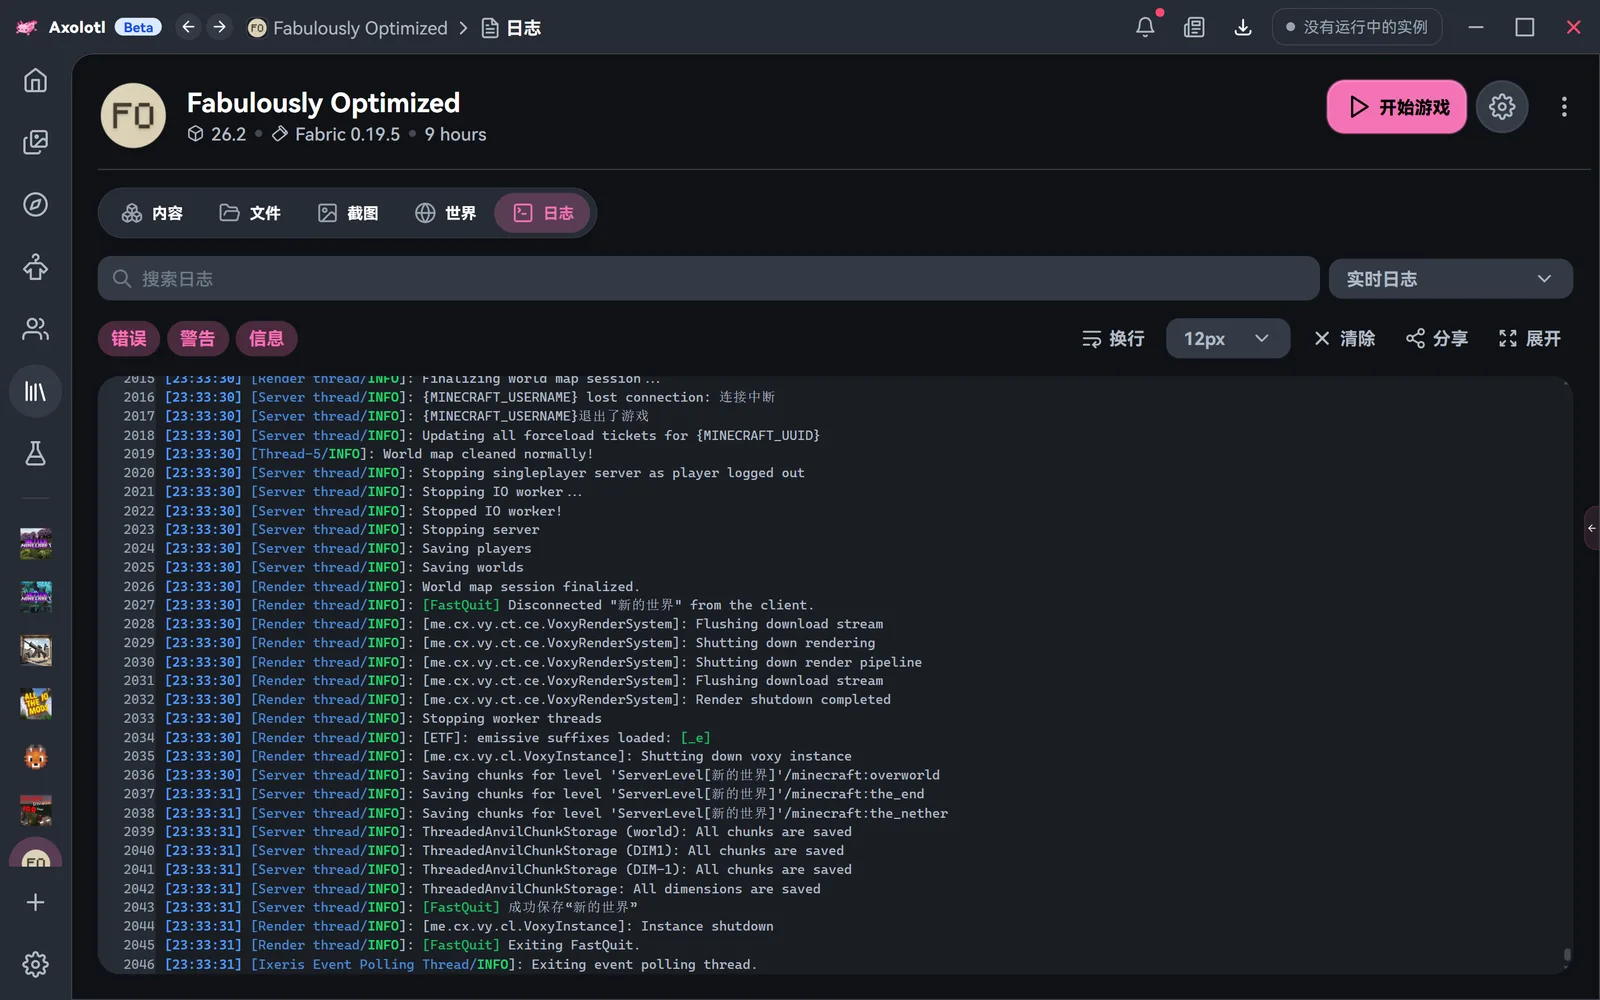 Axolotl Beta
FO Fabulously Optimized > 日志
没有运行中的实例
FO
Fabulously Optimized
26.2 • Fabric 0.19.5 • 9 hours
开始游戏
内容 文件 截图 世界 日志
搜索日志
实时日志
错误 警告 信息
换行 12px 清除 分享 展开
2015 [23:33:30] [Render thread/INFO]: Finalizing world map session...
2016 [23:33:30] [Server thread/INFO]: {MINECRAFT_USERNAME} lost connection: 连接中断
2017 [23:33:30] [Server thread/INFO]: {MINECRAFT_USERNAME}退出了游戏
2018 [23:33:30] [Server thread/INFO]: Updating all forceload tickets for {MINECRAFT_UUID}
2019 [23:33:30] [Thread-5/INFO]: World map cleaned normally!
2020 [23:33:30] [Server thread/INFO]: Stopping singleplayer server as player logged out
2021 [23:33:30] [Server thread/INFO]: Stopping IO worker...
2022 [23:33:30] [Server thread/INFO]: Stopped IO worker!
2023 [23:33:30] [Server thread/INFO]: Stopping server
2024 [23:33:30] [Server thread/INFO]: Saving players
2025 [23:33:30] [Server thread/INFO]: Saving worlds
2026 [23:33:30] [Render thread/INFO]: World map session finalized.
2027 [23:33:30] [Render thread/INFO]: [FastQuit] Disconnected "新的世界" from the client.
2028 [23:33:30] [Render thread/INFO]: [me.cx.vy.ct.ce.VoxyRenderSystem]: Flushing download stream
2029 [23:33:30] [Render thread/INFO]: [me.cx.vy.ct.ce.VoxyRenderSystem]: Shutting down rendering
2030 [23:33:30] [Render thread/INFO]: [me.cx.vy.ct.ce.VoxyRenderSystem]: Shutting down render pipeline
2031 [23:33:30] [Render thread/INFO]: [me.cx.vy.ct.ce.VoxyRenderSystem]: Flushing download stream
2032 [23:33:30] [Render thread/INFO]: [me.cx.vy.ct.ce.VoxyRenderSystem]: Render shutdown completed
2033 [23:33:30] [Render thread/INFO]: Stopping worker threads
2034 [23:33:30] [Render thread/INFO]: [ETF]: emissive suffixes loaded: [_e]
2035 [23:33:30] [Render thread/INFO]: [me.cx.vy.cl.VoxyInstance]: Shutting down voxy instance
2036 [23:33:30] [Server thread/INFO]: Saving chunks for level 'ServerLevel[新的世界]'/minecraft:overworld
2037 [23:33:31] [Server thread/INFO]: Saving chunks for level 'ServerLevel[新的世界]'/minecraft:the_end
2038 [23:33:31] [Server thread/INFO]: Saving chunks for level 'ServerLevel[新的世界]'/minecraft:the_nether
2039 [23:33:31] [Server thread/INFO]: ThreadedAnvilChunkStorage (world): All chunks are saved
2040 [23:33:31] [Server thread/INFO]: ThreadedAnvilChunkStorage (DIM1): All chunks are saved
2041 [23:33:31] [Server thread/INFO]: ThreadedAnvilChunkStorage (DIM-1): All chunks are saved
2042 [23:33:31] [Server thread/INFO]: ThreadedAnvilChunkStorage: All dimensions are saved
2043 [23:33:31] [Server thread/INFO]: [FastQuit] 成功保存“新的世界”
2044 [23:33:31] [Render thread/INFO]: [me.cx.vy.cl.VoxyInstance]: Instance shutdown
2045 [23:33:31] [Render thread/INFO]: [FastQuit] Exiting FastQuit.
2046 [23:33:31] [Ixeris Event Polling Thread/INFO]: Exiting event polling thread.
ALL THE MODS
FO